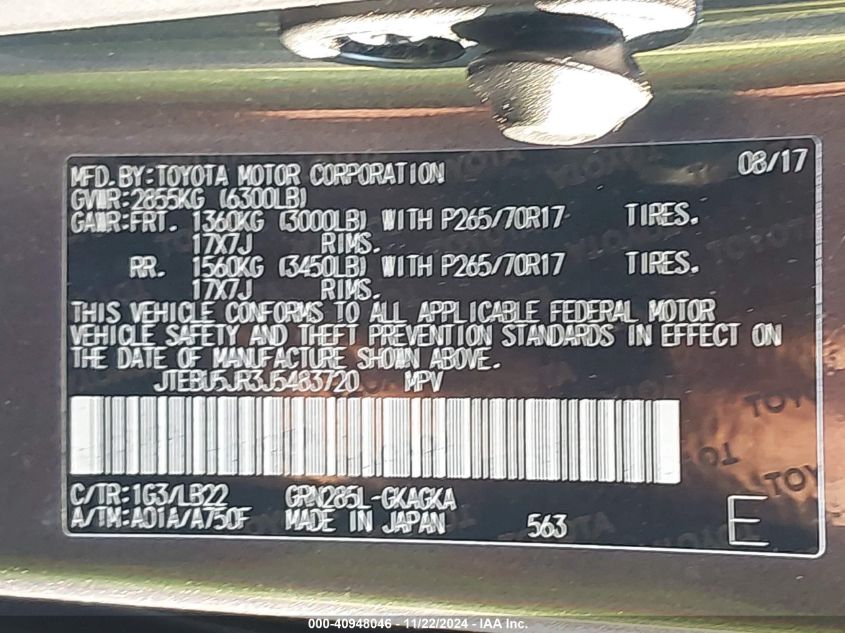 MFD. BY: TOYOTA MOTOR CORPORATION 08/17
GVWR: 2855KG (6300LB)
GAWR: FRT. 1360KG (3000LB) WITH P265/70R17 TIRES.
17X7J RIMS.
RR. 1560KG (3450LB) WITH P265/70R17 TIRES.
17X7J RIMS.
THIS VEHICLE CONFORMS TO ALL APPLICABLE FEDERAL MOTOR
VEHICLE SAFETY AND THEFT PREVENTION STANDARDS IN EFFECT ON
THE DATE OF MANUFACTURE SHOWN ABOVE.
JTEBU5JR3J5483720 MPV
C/TR: 1G3/LB22 GRN285L-GKAGKA
A/TM: A01A/A750F MADE IN JAPAN 563 E
000-40948046 - 11/22/2024 - IAA Inc.